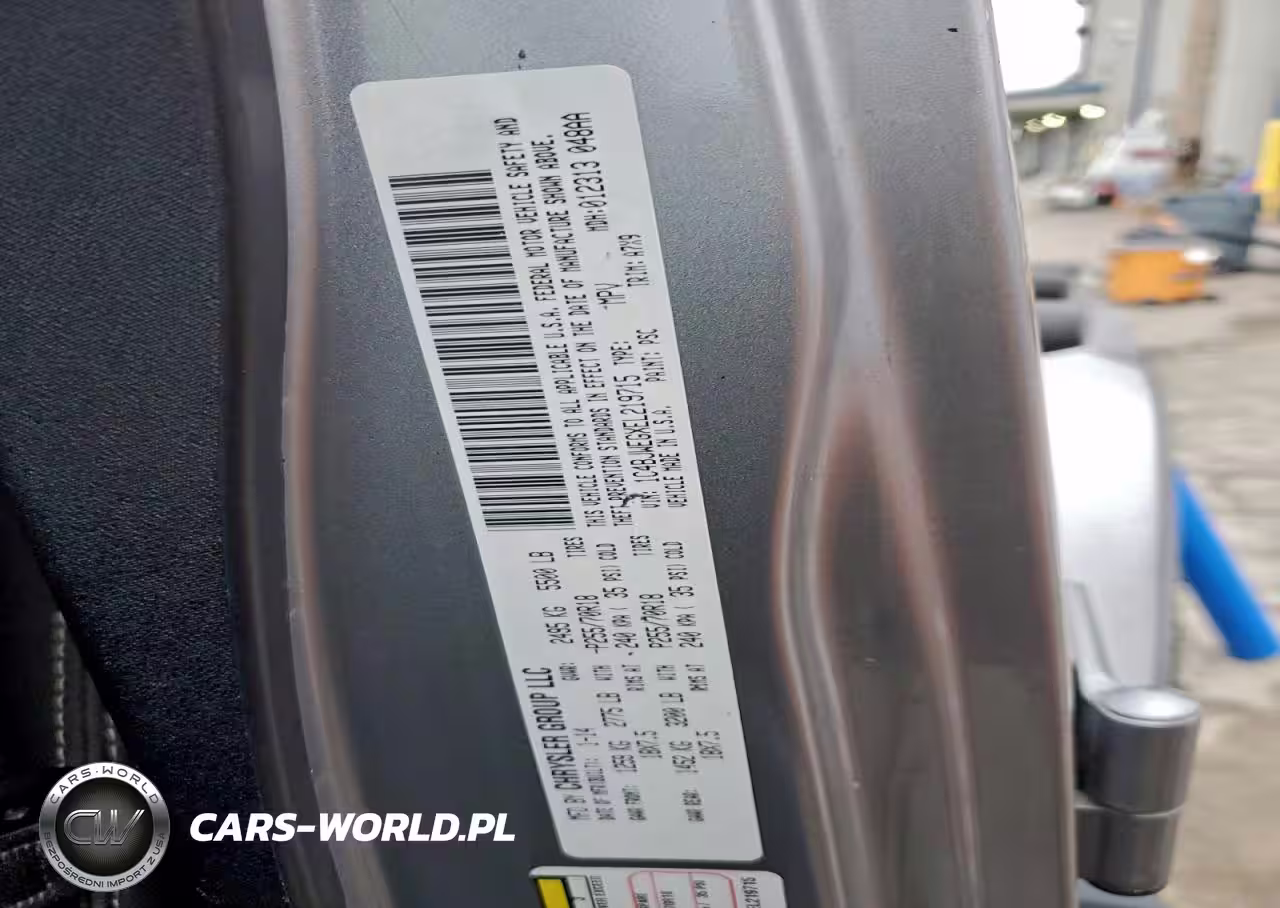 MFD BY CHRYSLER GROUP LLC
DATE OF MFR/BUILT: 1-14 GVWR: 2495 KG 5500 LB
GAWR FRONT: 1259 KG 2775 LB WITH P255/70R18 TIRES
18X7.5 RIMS AT 240 KPA( 35 PSI) COLD
GAWR REAR: 1452 KG 3200 LB WITH P255/70R18 TIRES
18X7.5 RIMS AT 240 KPA( 35 PSI) COLD
THIS VEHICLE CONFORMS TO ALL APPLICABLE U.S.A. FEDERAL MOTOR VEHICLE SAFETY AND
THEFT PREVENTION STANDARDS IN EFFECT ON THE DATE OF MANUFACTURE SHOWN ABOVE.
VIN: 1C4BJWEGXEL219715 TYPE: MPV MDH:012313 048AA
VEHICLE MADE IN U.S.A. PAINT: PSC TRIM: A7X9
EL219715
CARS-WORLD
CW
BEZPOŚREDNI IMPORT Z USA
CARS-WORLD.PL